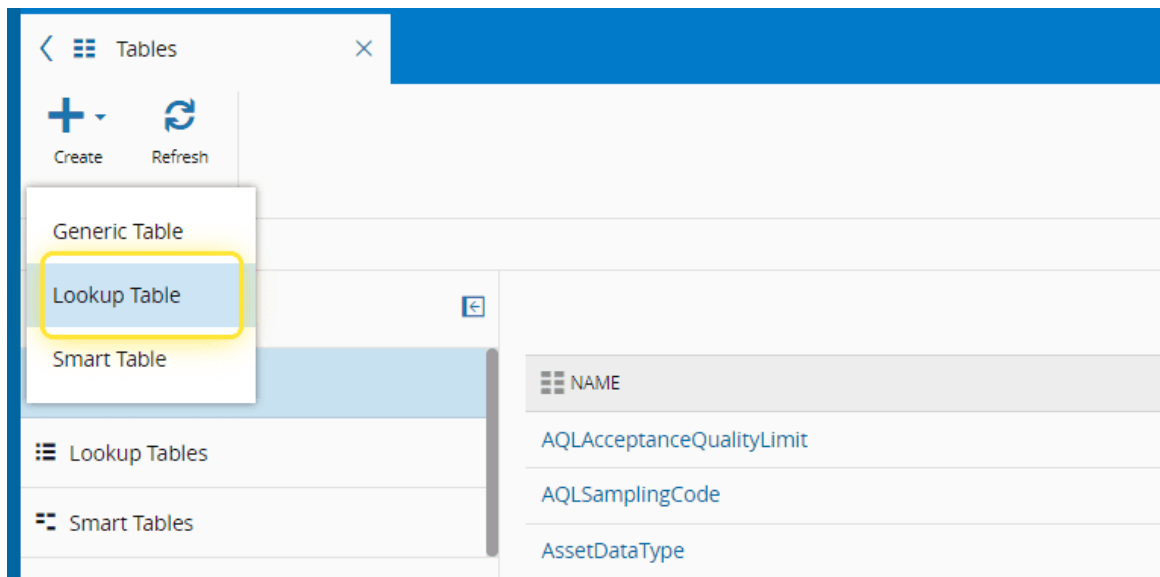 Tables
Create
Refresh
Generic Table
Lookup Table
Smart Table
Lookup Tables
Smart Tables
NAME
AQLAcceptanceQualityLimit
AQLSamplingCode
AssetDataType